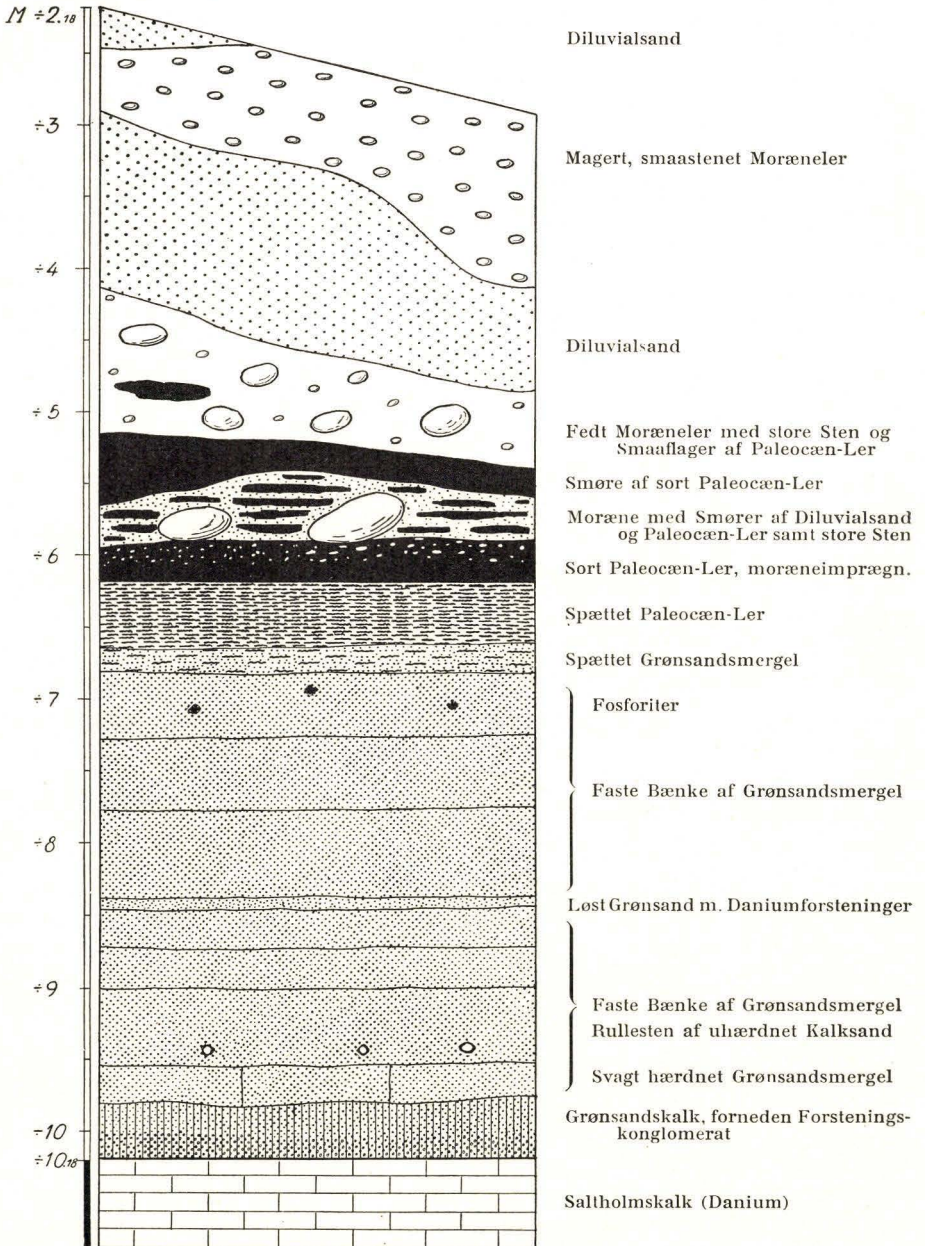 M ÷2.18
Diluvialsand
÷3
Magert, smaastenet Moræneler
÷4
Diluvialsand
÷5
Fedt Moræneler med store Sten og
Smaaflager af Paleocæn-Ler
Smøre af sort Paleocæn-Ler
Moræne med Smører af Diluvialsand
og Paleocæn-Ler samt store Sten
÷6
Sort Paleocæn-Ler, moræneimprægn.
Spættet Paleocæn-Ler
Spættet Grønsandsmergel
÷7
Fosforiter
Faste Bænke af Grønsandsmergel
÷8
Løst Grønsand m. Daniumforsteninger
÷9
Faste Bænke af Grønsandsmergel
Rullesten af uhærdnet Kalksand
Svagt hærdnet Grønsandsmergel
÷10
Grønsandskalk, forneden Forstenings-
konglomerat
÷10.18
Saltholmskalk (Danium)